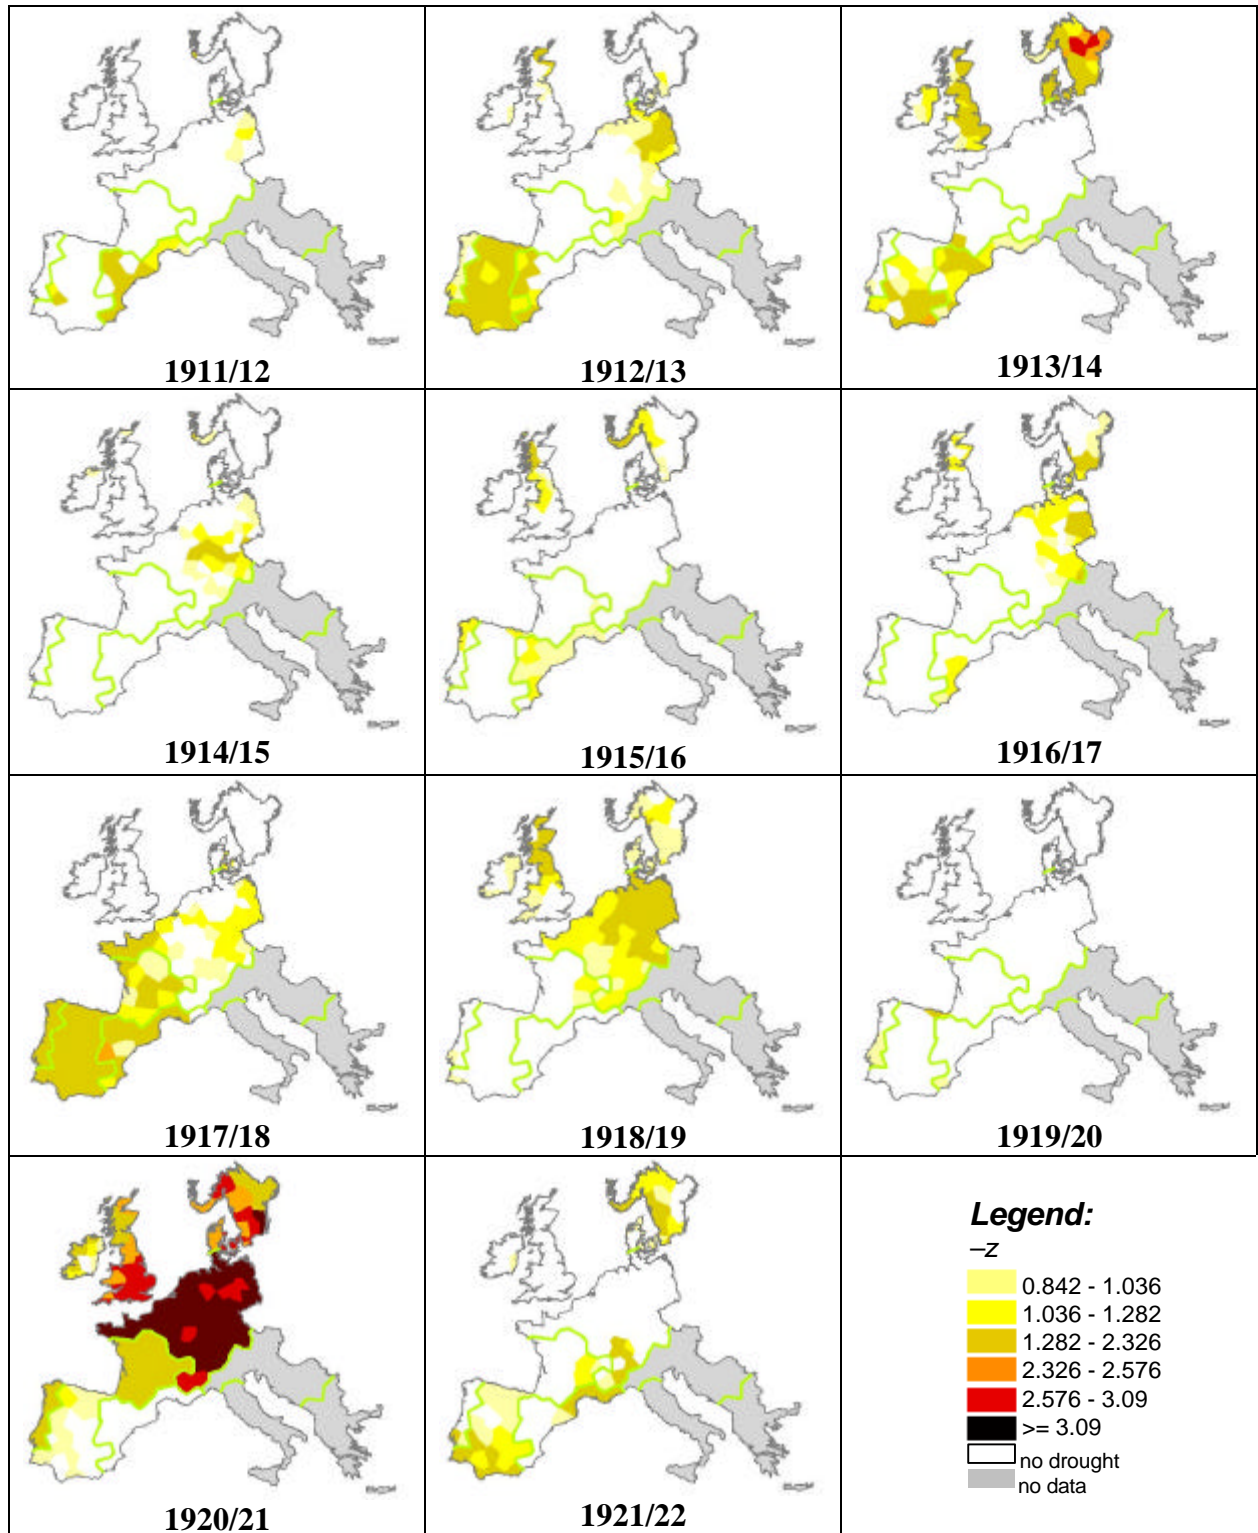 1911/12
1912/13
1913/14
1914/15
1915/16
1916/17
1917/18
1918/19
1919/20
1920/21
1921/22
Legend:
–z
0.842 - 1.036
1.036 - 1.282
1.282 - 2.326
2.326 - 2.576
2.576 - 3.09
>= 3.09
no drought
no data